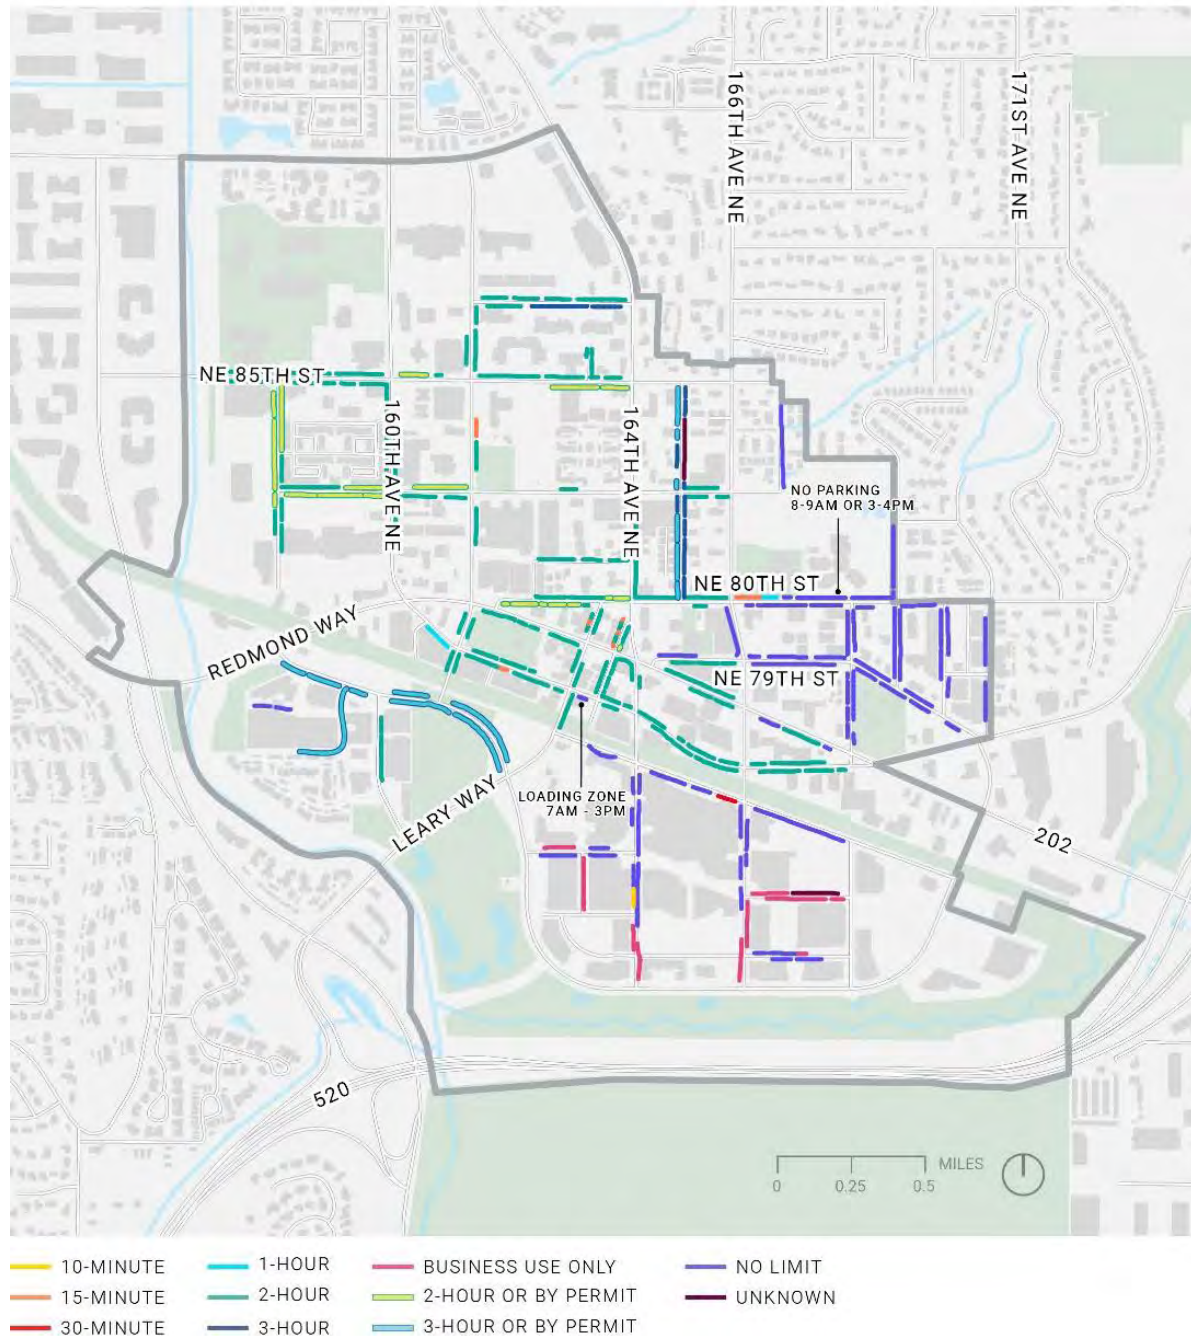 166TH AVE NE
171ST AVE NE
NE 85TH ST
160TH AVE NE
164TH AVE NE
NO PARKING
8-9AM OR 3-4PM
NE 80TH ST
REDMOND WAY
NE 79TH ST
LOADING ZONE
7AM - 3PM
LEARY WAY
202
520
MILES
0 0.25 0.5
10-MINUTE 1-HOUR BUSINESS USE ONLY NO LIMIT
15-MINUTE 2-HOUR 2-HOUR OR BY PERMIT UNKNOWN
30-MINUTE 3-HOUR 3-HOUR OR BY PERMIT